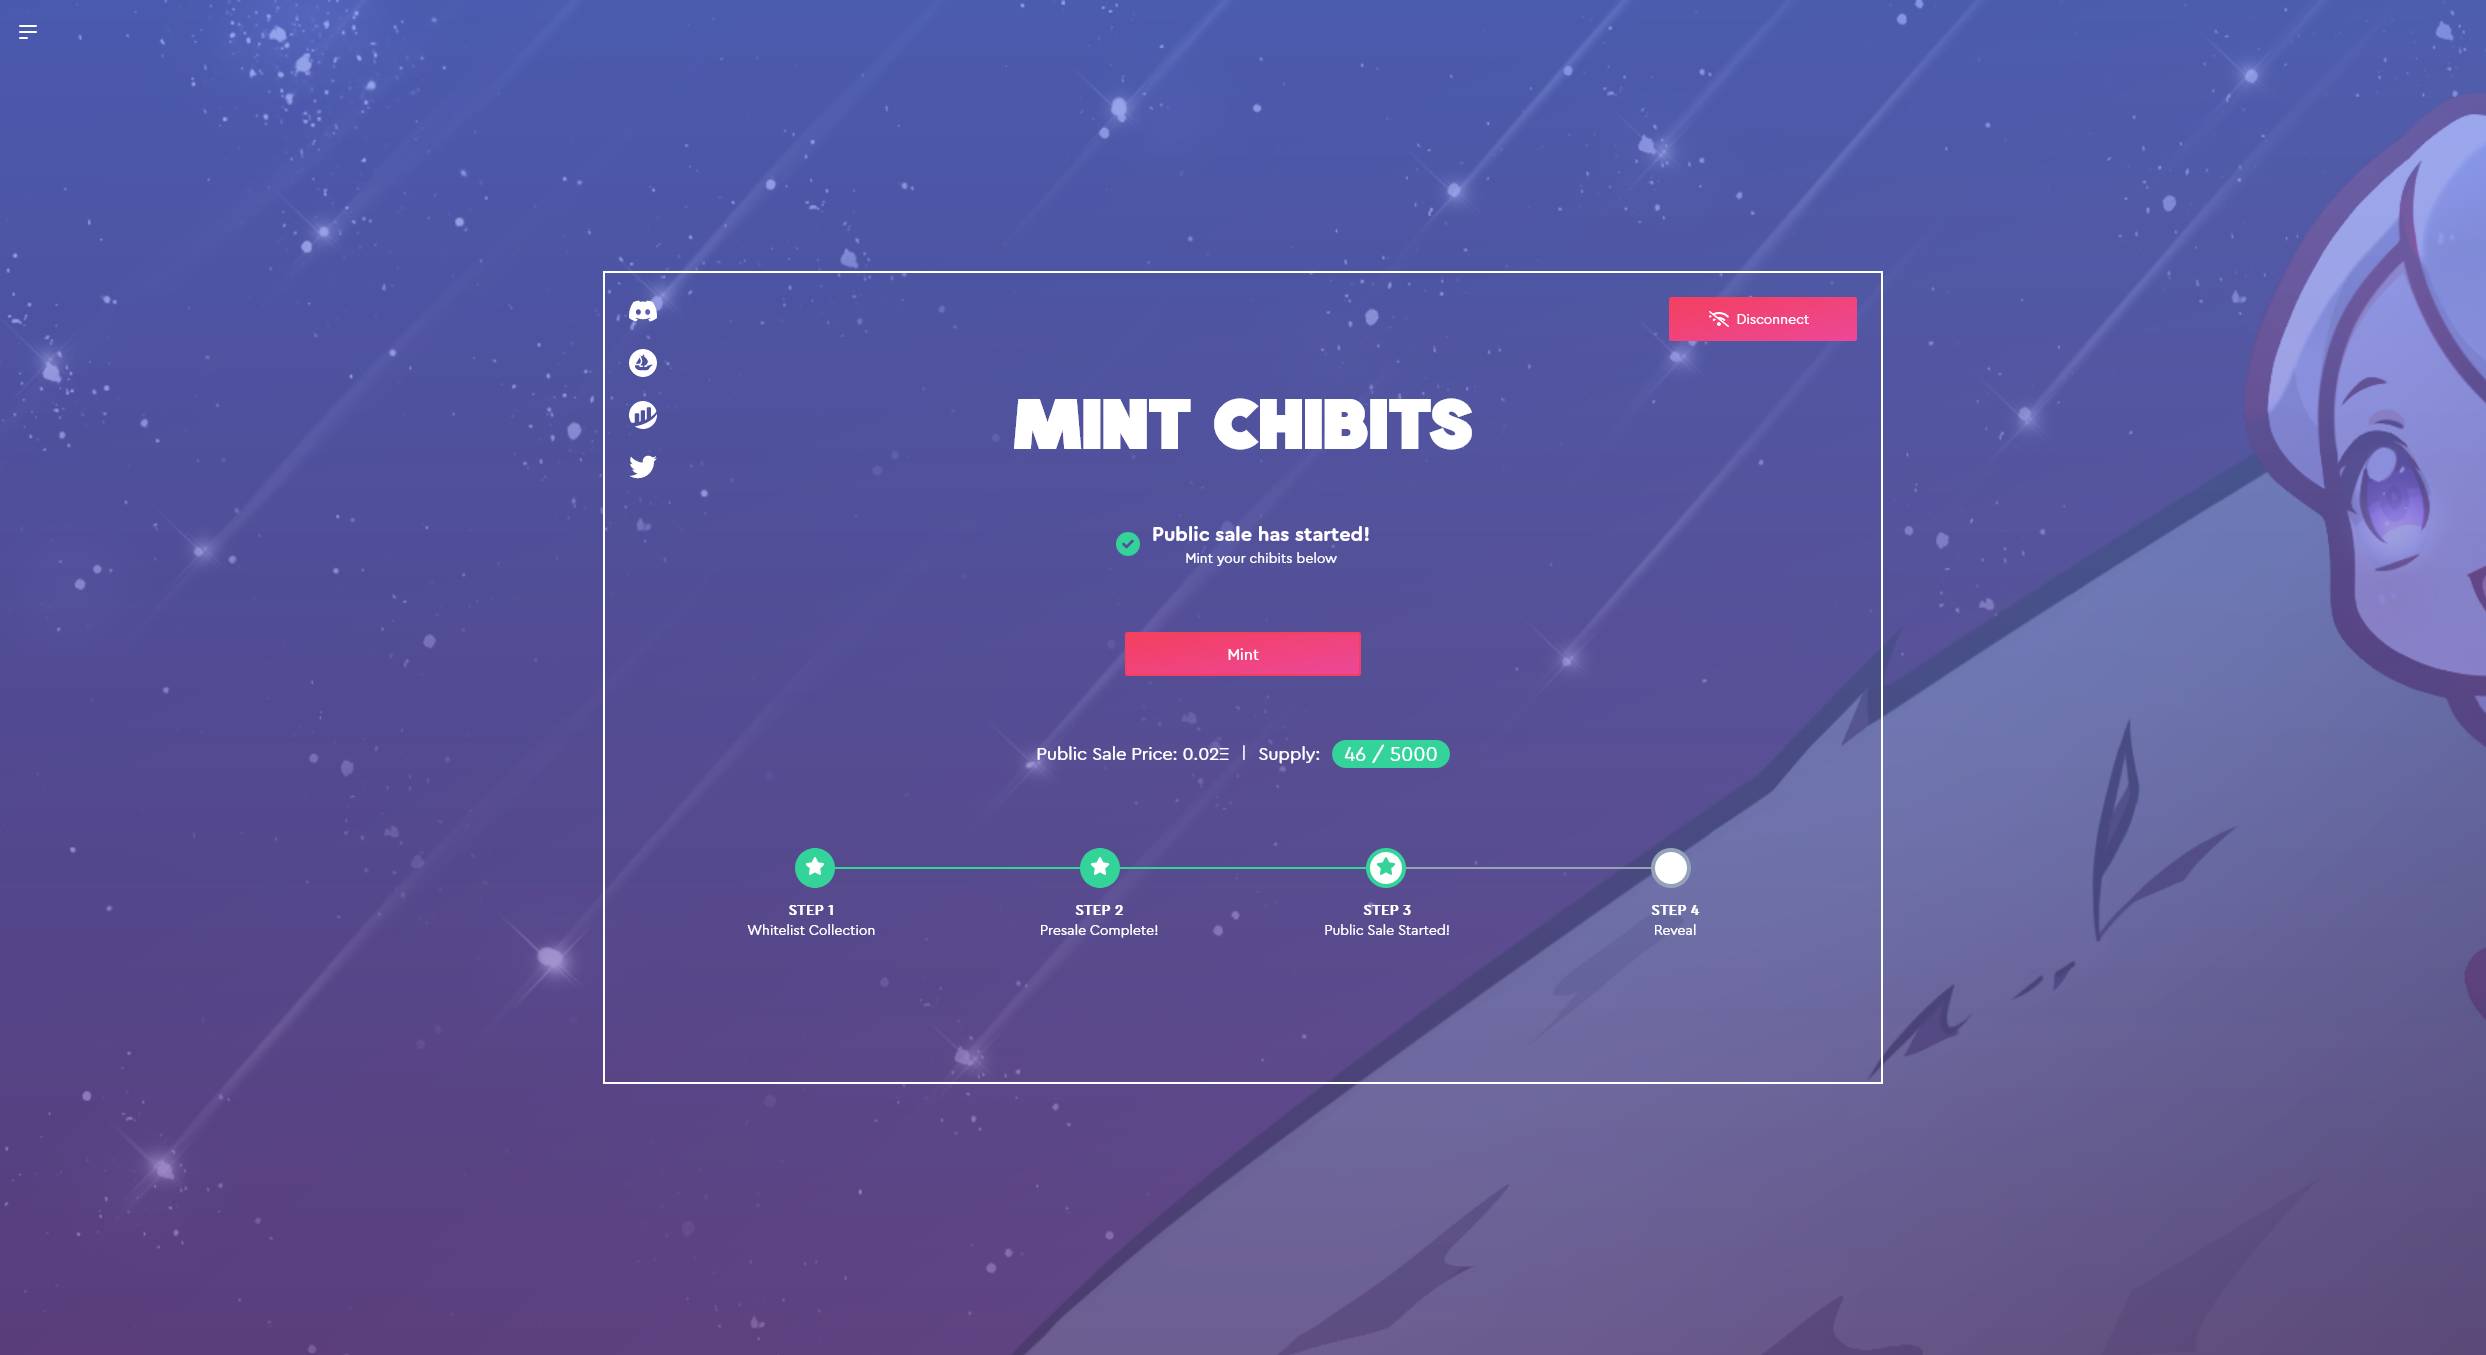 Disconnect
MINT CHIBITS
Public sale has started!
Mint your chibits below
Mint
Public Sale Price: 0.02Ξ | Supply: 46 / 5000
STEP 1
Whitelist Collection
STEP 2
Presale Complete!
STEP 3
Public Sale Started!
STEP 4
Reveal